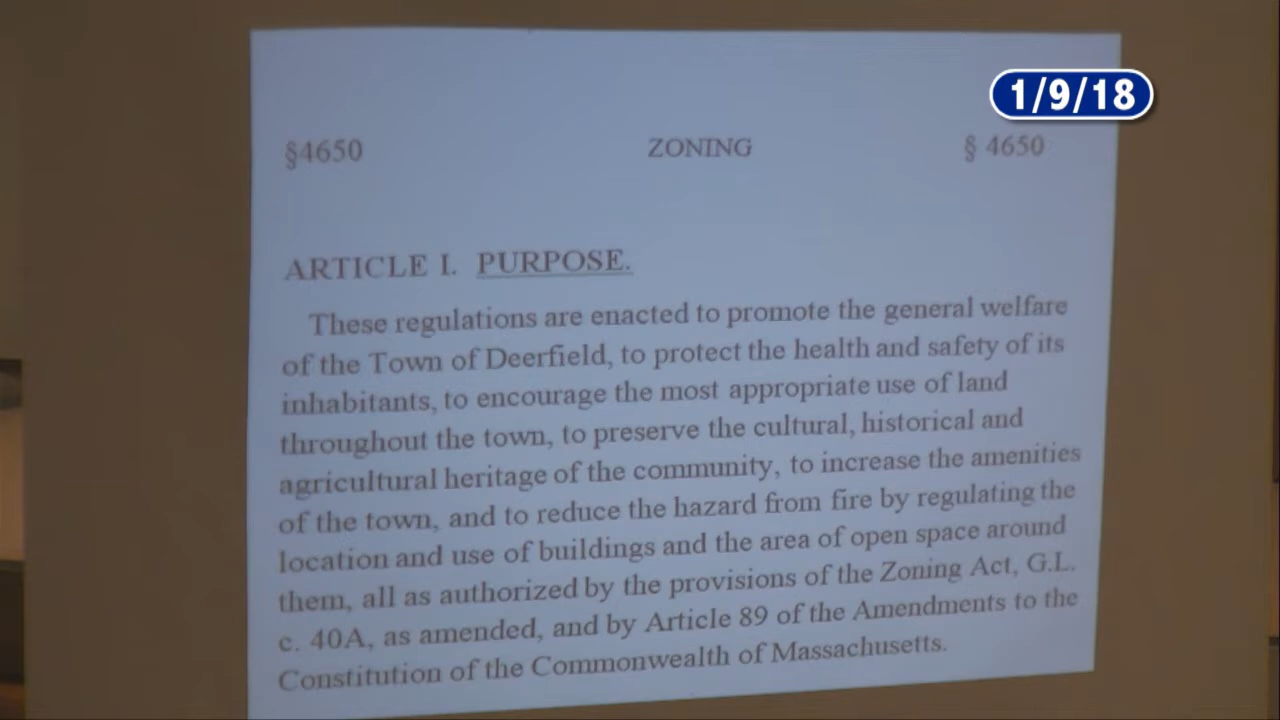 1/9/18
§4650 ZONING § 4650
ARTICLE I. PURPOSE.
These regulations are enacted to promote the general welfare
of the Town of Deerfield, to protect the health and safety of its
inhabitants, to encourage the most appropriate use of land
throughout the town, to preserve the cultural, historical and
agricultural heritage of the community, to increase the amenities
of the town, and to reduce the hazard from fire by regulating the
location and use of buildings and the area of open space around
them, all as authorized by the provisions of the Zoning Act, G.L.
c. 40A, as amended, and by Article 89 of the Amendments to the
Constitution of the Commonwealth of Massachusetts.